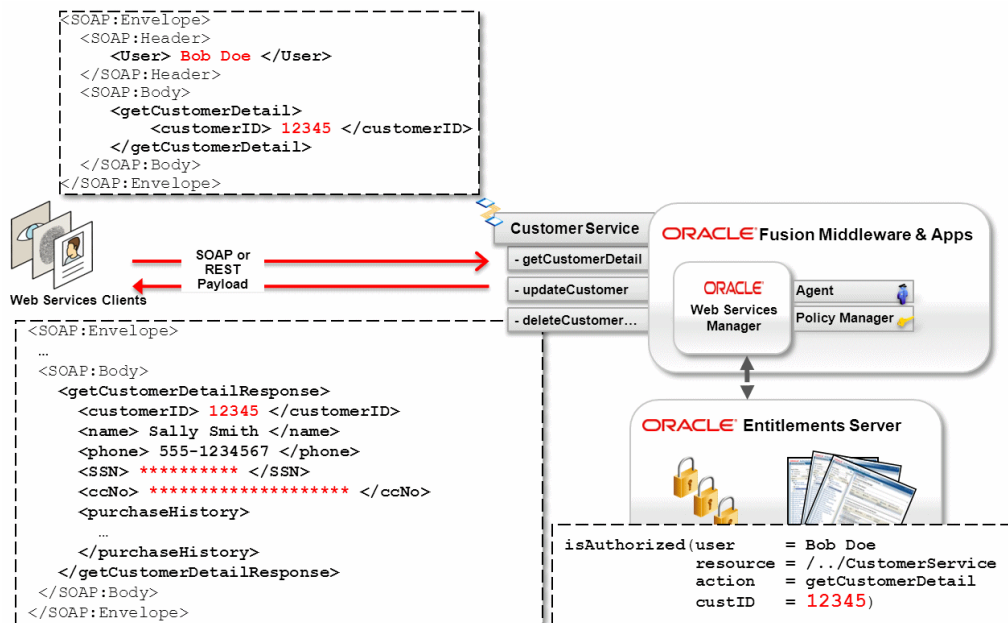 <SOAP:Envelope>
<SOAP:Header>
<User> Bob Doe </User>
</SOAP:Header>
<SOAP:Body>
<getCustomerDetail>
<customerID> 12345 </customerID>
</getCustomerDetail>
</SOAP:Body>
</SOAP:Envelope>
Web Services Clients
SOAP or
REST
Payload
Customer Service
- getCustomerDetail
- updateCustomer
- deleteCustomer...
ORACLE Fusion Middleware & Apps
ORACLE
Web Services
Manager
Agent
Policy Manager
ORACLE Entitlements Server
<SOAP:Envelope>
…
<SOAP:Body>
<getCustomerDetailResponse>
<customerID> 12345 </customerID>
<name> Sally Smith </name>
<phone> 555-1234567 </phone>
<SSN> ********** </SSN>
<ccNo> ******************** </ccNo>
<purchaseHistory>
…
</purchaseHistory>
</getCustomerDetailResponse>
</SOAP:Body>
</SOAP:Envelope>
isAuthorized(user = Bob Doe
resource = /../CustomerService
action = getCustomerDetail
custID = 12345)